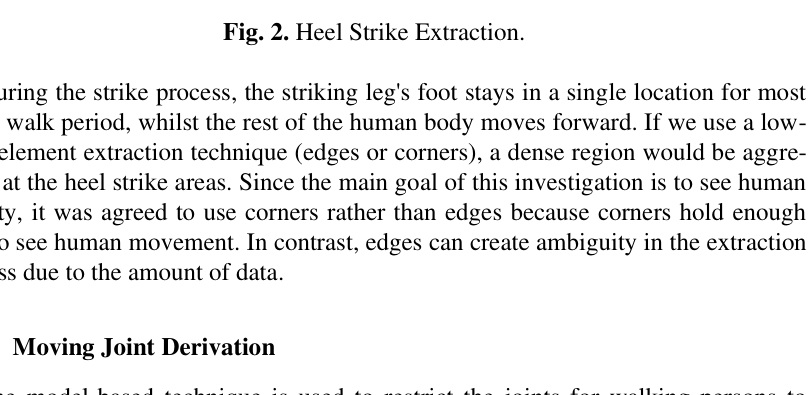 Fig. 2. Heel Strike Extraction.
uring the strike process, the striking leg's foot stays in a single location for most
walk period, whilst the rest of the human body moves forward. If we use a low-
element extraction technique (edges or corners), a dense region would be aggre-
at the heel strike areas. Since the main goal of this investigation is to see human
ty, it was agreed to use corners rather than edges because corners hold enough
o see human movement. In contrast, edges can create ambiguity in the extraction
ss due to the amount of data.
Moving Joint Derivation
ne model-based technique is used to restrict the joints for walking persons to